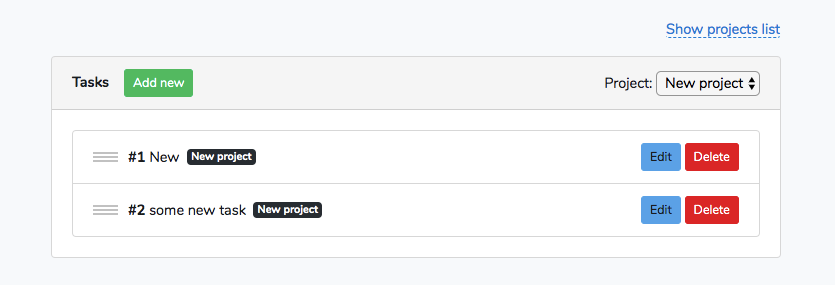 Show projects list
Tasks Add new Project: New project
#1 New New project Edit Delete
#2 some new task New project Edit Delete